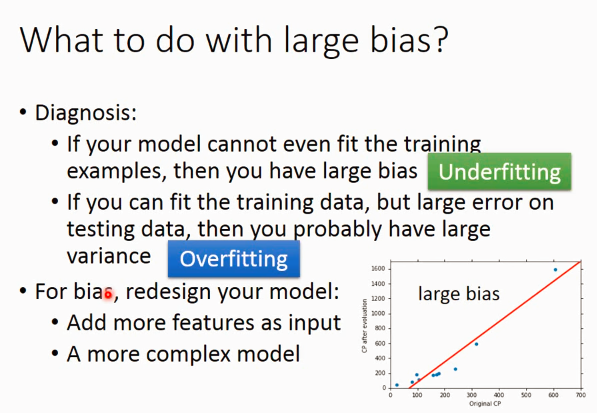 What to do with large bias?
• Diagnosis:
• If your model cannot even fit the training
examples, then you have large bias
Underfitting
• If you can fit the training data, but large error on
testing data, then you probably have large
variance
Overfitting
• For bias, redesign your model:
• Add more features as input
• A more complex model
large bias
CP after evaluation
1600
1400
1200
1000
800
600
400
200
0
0 100 200 300 400 500 600 700
Original CP